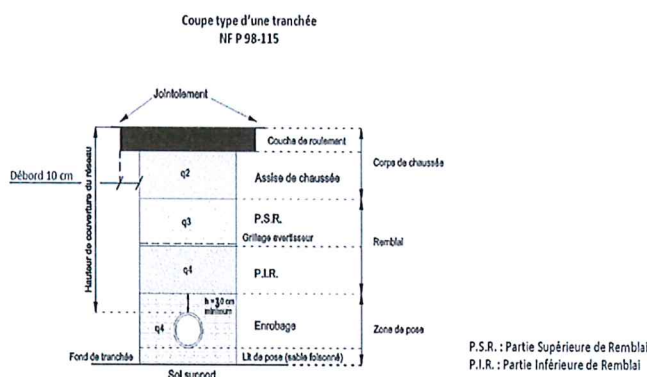 Coupe type d'une tranchée
NF P 98-115
Jointoiement
Couche de roulement
Corps de chaussée
Débord 10 cm
Hauteur de couverture du réseau
q2
Assise de chaussée
q3
P.S.R.
Grillage avertisseur
Remblai
q4
P.I.R.
h = 30 cm
minimum
q4
Enrobage
Zone de pose
Fond de tranchée
Lit de pose (sable foisonné)
Sol support
P.S.R. : Partie Supérieure de Remblai
P.I.R. : Partie Inférieure de Remblai